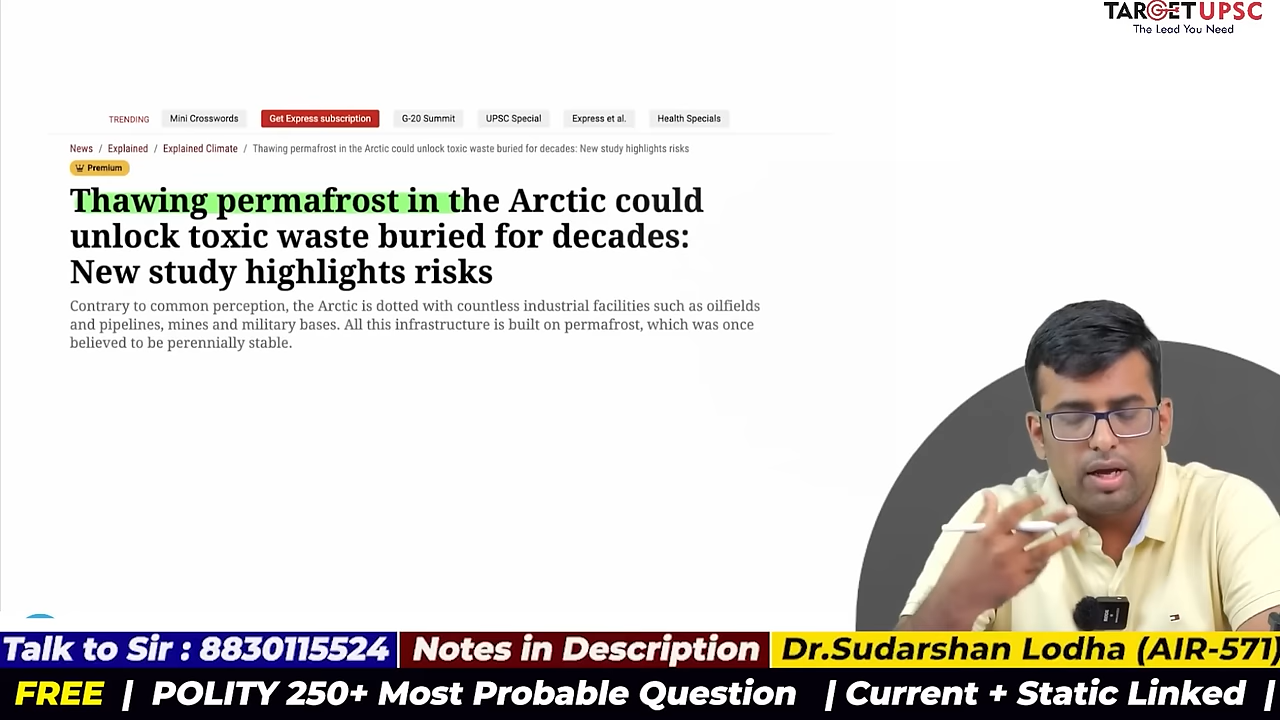 TARGETUPSC
The Lead You Need
TRENDING Mini Crosswords Get Express subscription G-20 Summit UPSC Special Express et al. Health Specials
News / Explained / Explained Climate / Thawing permafrost in the Arctic could unlock toxic waste buried for decades: New study highlights risks
Premium
Thawing permafrost in the Arctic could
unlock toxic waste buried for decades:
New study highlights risks
Contrary to common perception, the Arctic is dotted with countless industrial facilities such as oilfields
and pipelines, mines and military bases. All this infrastructure is built on permafrost, which was once
believed to be perennially stable.
Talk to Sir : 8830115524 Notes in Description Dr.Sudarshan Lodha (AIR-571)
FREE | POLITY 250+ Most Probable Question | Current + Static Linked |